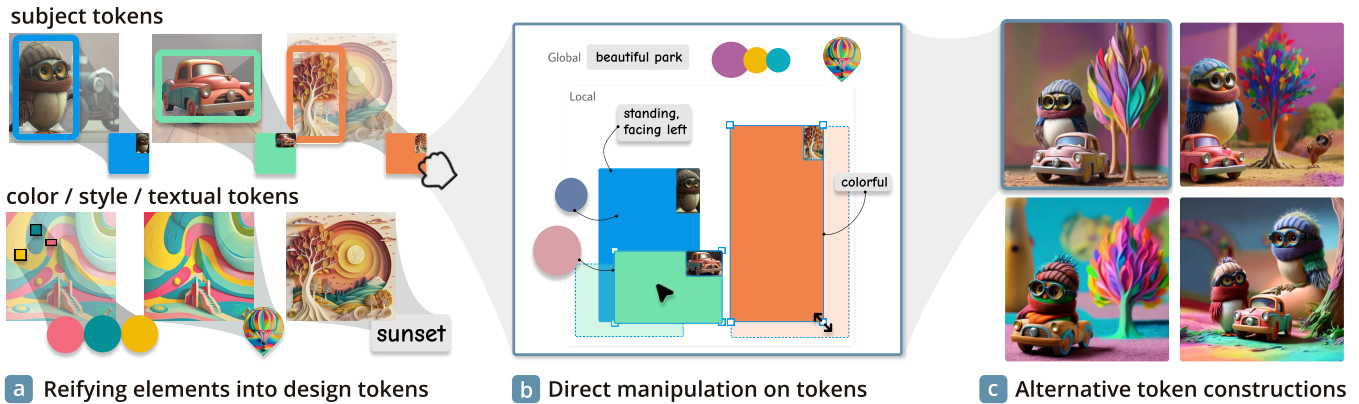 subject tokens
color / style / textual tokens
sunset
a Reifying elements into design tokens
Global beautiful park
Local
standing,
facing left
colorful
b Direct manipulation on tokens
c Alternative token constructions